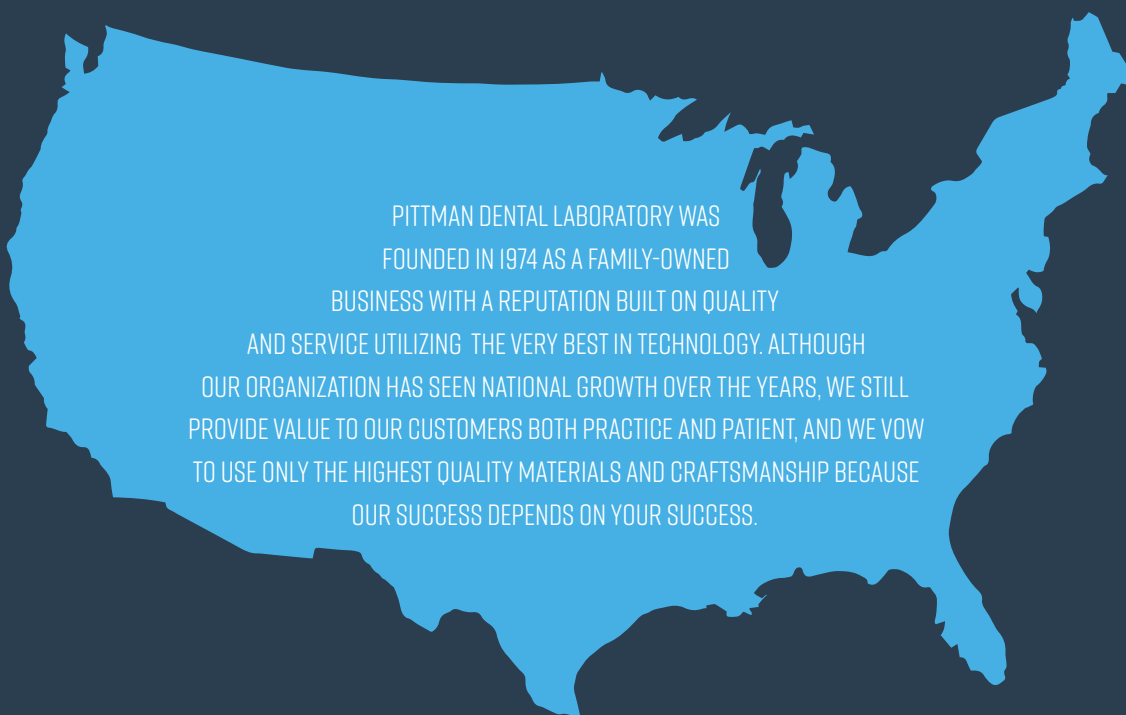 PITTMAN DENTAL LABORATORY WAS
FOUNDED IN 1974 AS A FAMILY-OWNED
BUSINESS WITH A REPUTATION BUILT ON QUALITY
AND SERVICE UTILIZING THE VERY BEST IN TECHNOLOGY. ALTHOUGH
OUR ORGANIZATION HAS SEEN NATIONAL GROWTH OVER THE YEARS, WE STILL
PROVIDE VALUE TO OUR CUSTOMERS BOTH PRACTICE AND PATIENT, AND WE VOW
TO USE ONLY THE HIGHEST QUALITY MATERIALS AND CRAFTSMANSHIP BECAUSE
OUR SUCCESS DEPENDS ON YOUR SUCCESS.